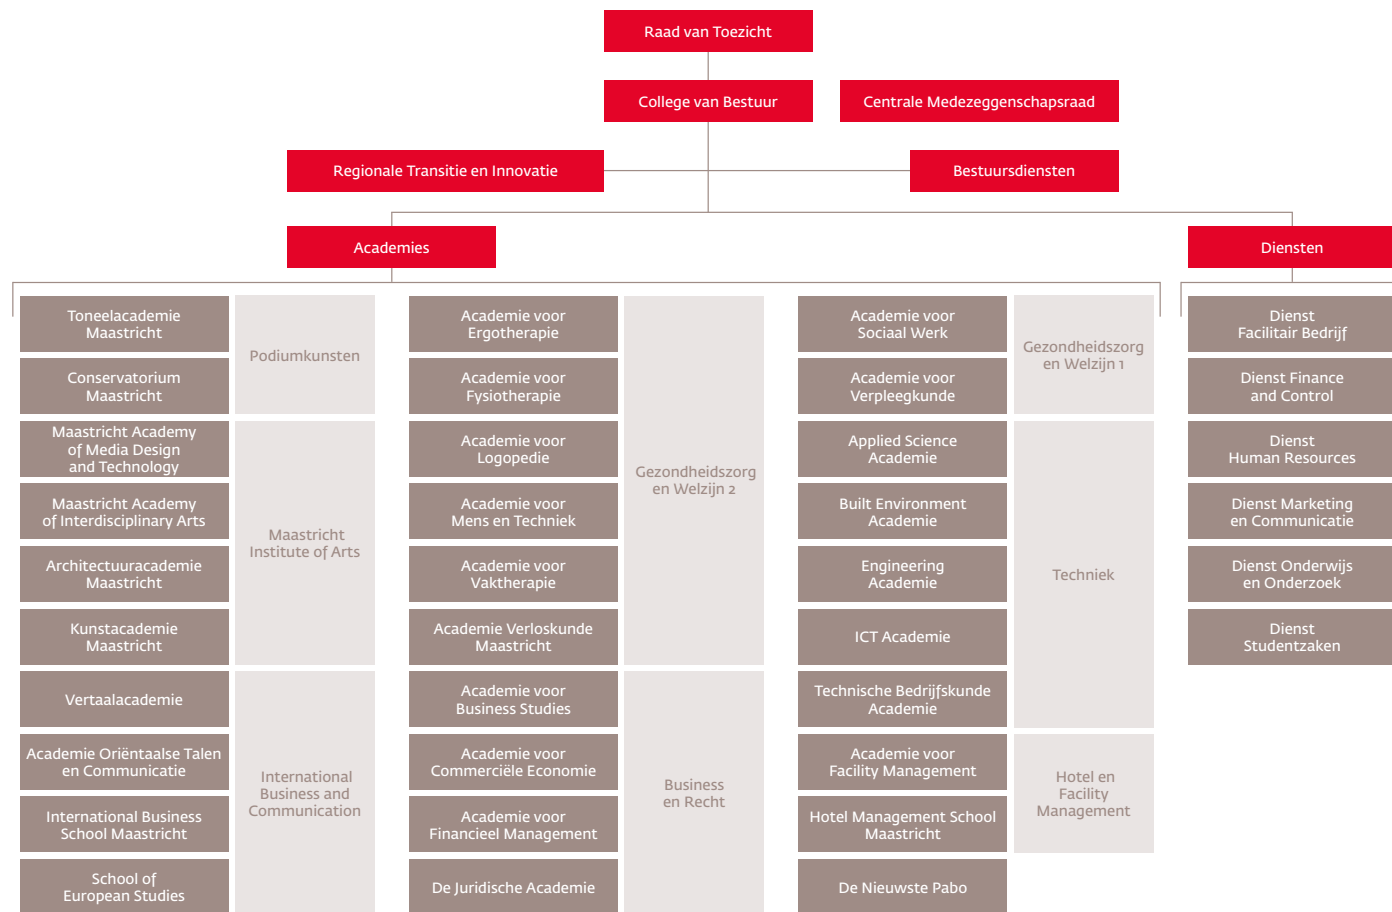 Raad van Toezicht
College van Bestuur
Centrale Medezeggenschapsraad
Regionale Transitie en Innovatie
Bestuursdiensten
Academies
Diensten
Toneelacademie
Maastricht
Conservatorium
Maastricht
Podiumkunsten
Maastricht Academy
of Media Design
and Technology
Maastricht Academy
of Interdisciplinary Arts
Architectuuracademie
Maastricht
Kunstacademie
Maastricht
Maastricht
Institute of Arts
Vertaalacademie
Academie Oriëntaalse Talen
en Communicatie
International Business
School Maastricht
School of
European Studies
International
Business and
Communication
Academie voor
Ergotherapie
Academie voor
Fysiotherapie
Academie voor
Logopedie
Academie voor
Mens en Techniek
Academie voor
Vaktherapie
Academie Verloskunde
Maastricht
Gezondheidszorg
en Welzijn 2
Academie voor
Business Studies
Academie voor
Commerciële Economie
Academie voor
Financieel Management
De Juridische Academie
Business
en Recht
Academie voor
Sociaal Werk
Academie voor
Verpleegkunde
Gezondheidszorg
en Welzijn 1
Applied Science
Academie
Built Environment
Academie
Engineering
Academie
ICT Academie
Technische Bedrijfskunde
Academie
Techniek
Academie voor
Facility Management
Hotel Management School
Maastricht
Hotel en
Facility
Management
De Nieuwste Pabo
Dienst
Facilitair Bedrijf
Dienst Finance
and Control
Dienst
Human Resources
Dienst Marketing
en Communicatie
Dienst Onderwijs
en Onderzoek
Dienst
Studentzaken